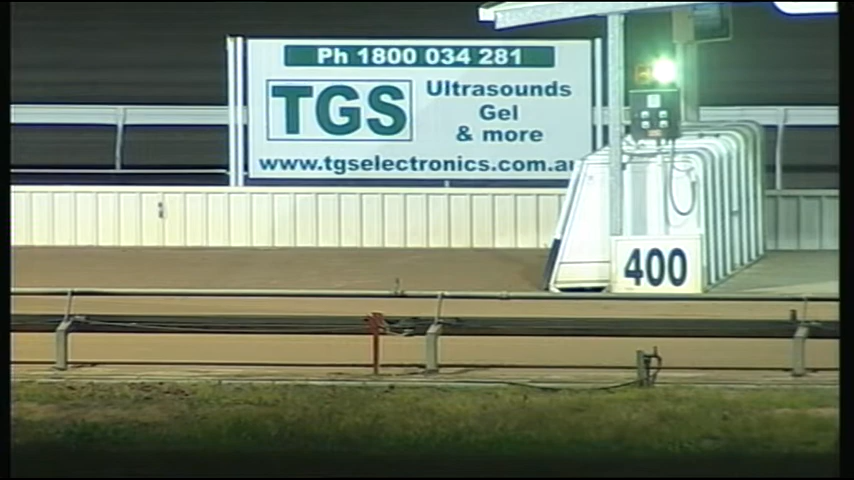 Ph 1800 034 281
TGS
Ultrasounds
Gel
& more
www.tgselectronics.com.au
400